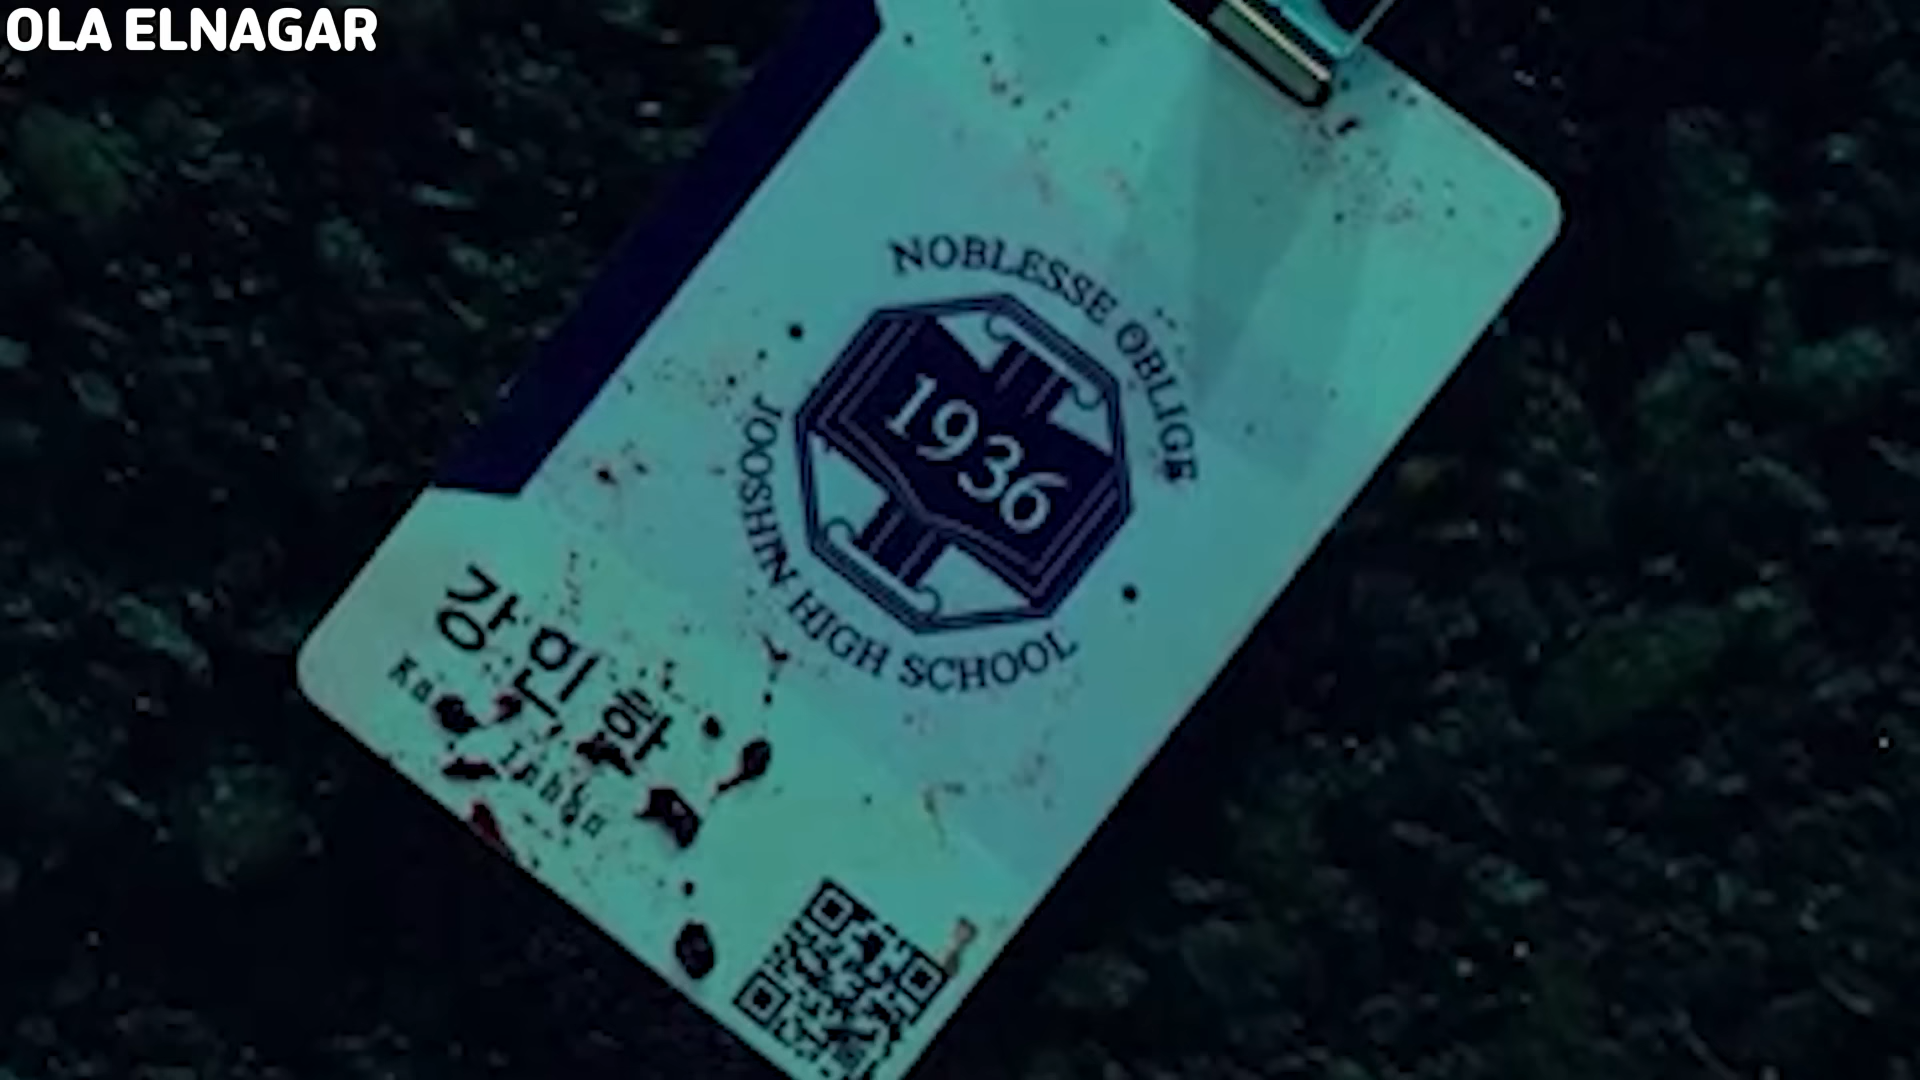 OLA ELNAGAR
NOBLESSE OBLIGE
1936
JOOSHIN HIGH SCHOOL
강인하